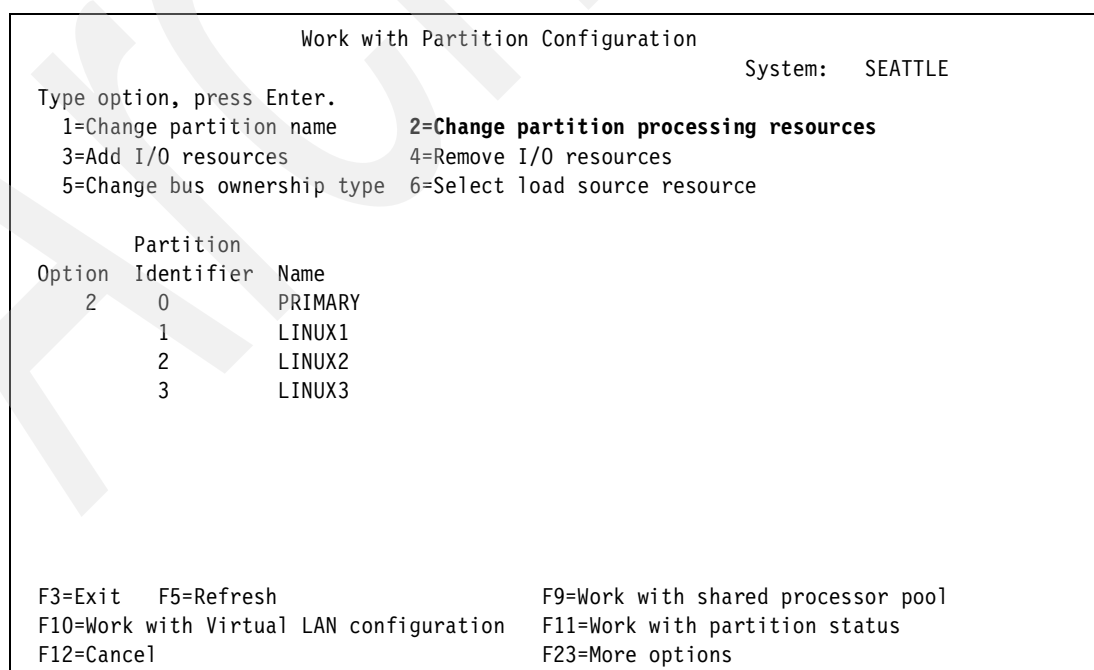 Work with Partition Configuration
System: SEATTLE
Type option, press Enter.
1=Change partition name 2=Change partition processing resources
3=Add I/O resources 4=Remove I/O resources
5=Change bus ownership type 6=Select load source resource
Partition
Option Identifier Name
2 0 PRIMARY
1 LINUX1
2 LINUX2
3 LINUX3
F3=Exit F5=Refresh F9=Work with shared processor pool
F10=Work with Virtual LAN configuration F11=Work with partition status
F12=Cancel F23=More options